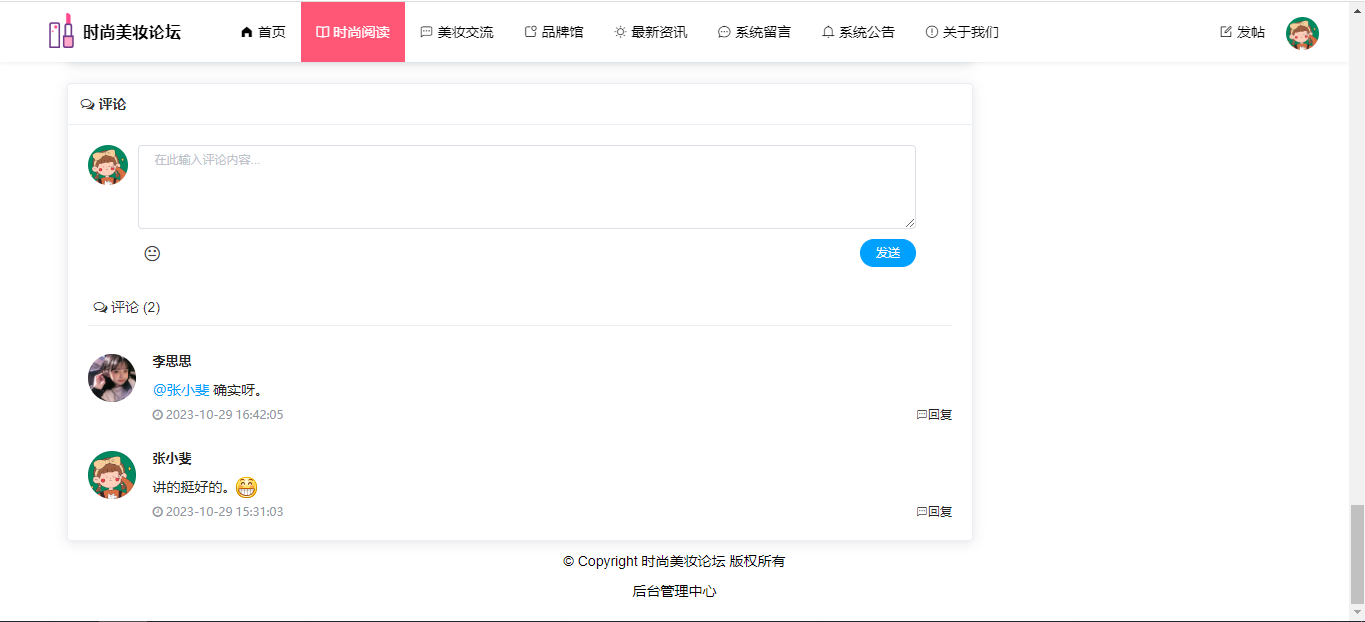 时尚美妆论坛 首页 时尚阅读 美妆交流 品牌馆 最新资讯 系统留言 系统公告 关于我们 发帖
评论
在此输入评论内容...
发送
评论 (2)
李思思
@张小斐 确实呀。
2023-10-29 16:42:05 回复
张小斐
讲的挺好的。
2023-10-29 15:31:03 回复
© Copyright 时尚美妆论坛 版权所有
后台管理中心